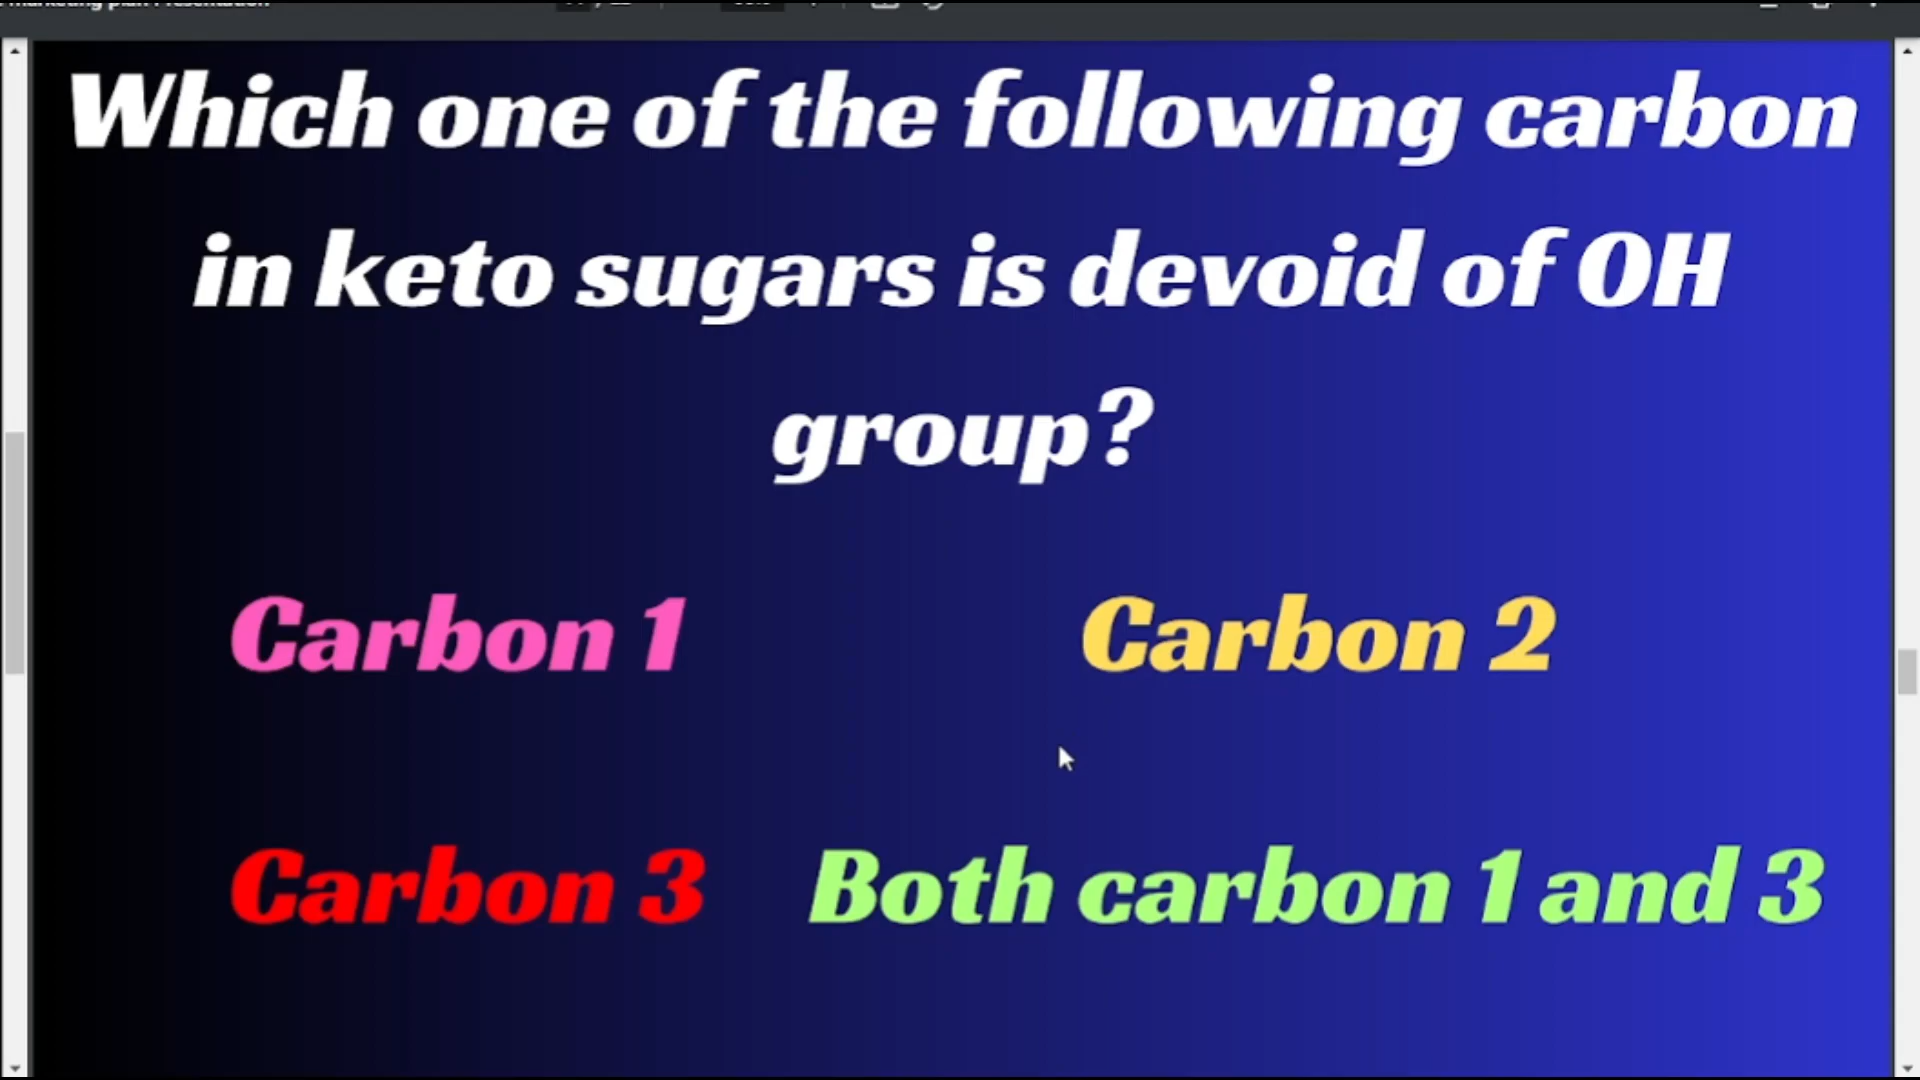 Which one of the following carbon
in keto sugars is devoid of OH
group?
Carbon 1
Carbon 2
Carbon 3
Both carbon 1 and 3